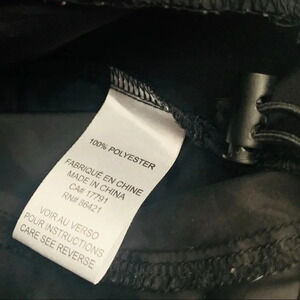 100% POLYESTER
FABRIQUÉ EN CHINE
MADE IN CHINA
CA# 17791
RN# 86421
VOIR AU VERSO
POUR INSTRUCTIONS
CARE SEE REVERSE